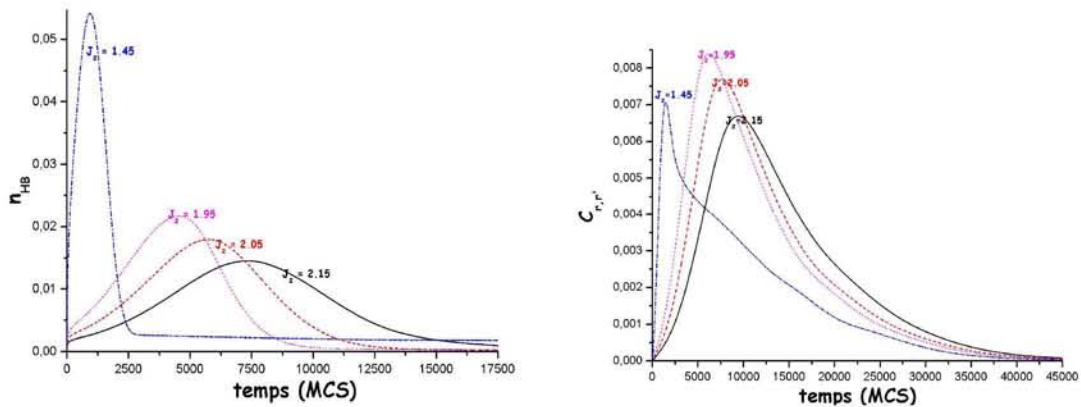 n_HB
0,05
0,04
0,03
0,02
0,01
0,00
J_2 = 1.45
J_2 = 1.95
J_2 = 2.05
J_2 = 2.15
0 2500 5000 7500 10000 12500 15000 17500
temps (MCS)
C_r,r'
0,008
0,007
0,006
0,005
0,004
0,003
0,002
0,001
0,000
J_2=1.95
J_2=2.05
J_2=1.45
J_2=2.15
0 5000 10000 15000 20000 25000 30000 35000 40000 45000
temps (MCS)